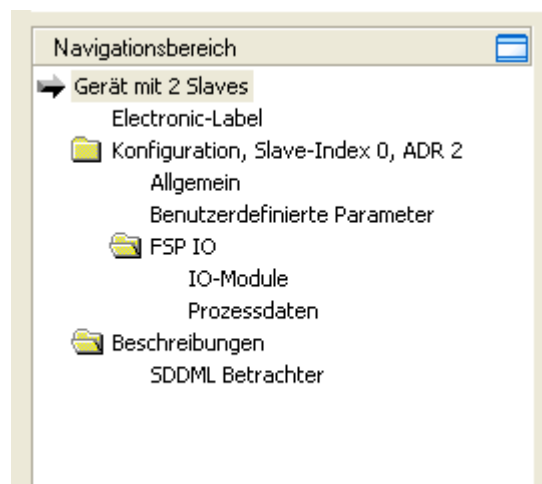 Navigationsbereich
Gerät mit 2 Slaves
Electronic-Label
Konfiguration, Slave-Index 0, ADR 2
Allgemein
Benutzerdefinierte Parameter
FSP IO
IO-Module
Prozessdaten
Beschreibungen
SDDML Betrachter